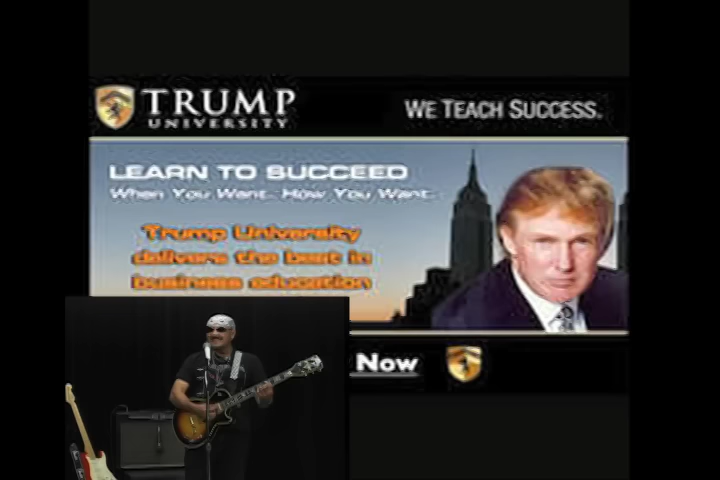 TRUMP
UNIVERSITY
WE TEACH SUCCESS.
LEARN TO SUCCEED
When You Want. How You Want.
Trump University
delivers the best in
business education
Now